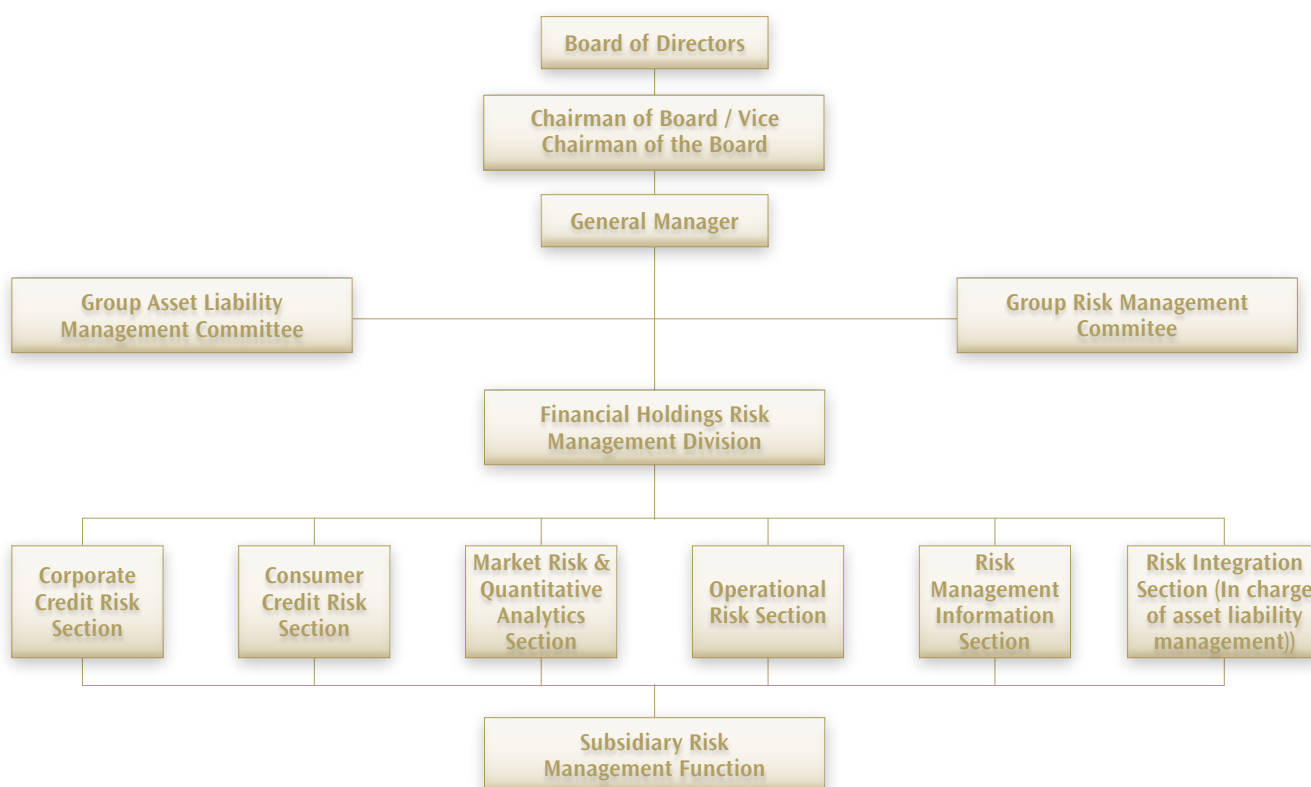 Board of Directors
Chairman of Board / Vice
Chairman of the Board
General Manager
Group Asset Liability
Management Committee
Group Risk Management
Commitee
Financial Holdings Risk
Management Division
Corporate
Credit Risk
Section
Consumer
Credit Risk
Section
Market Risk &
Quantitative
Analytics
Section
Operational
Risk Section
Risk
Management
Information
Section
Risk Integration
Section (In charge
of asset liability
management))
Subsidiary Risk
Management Function